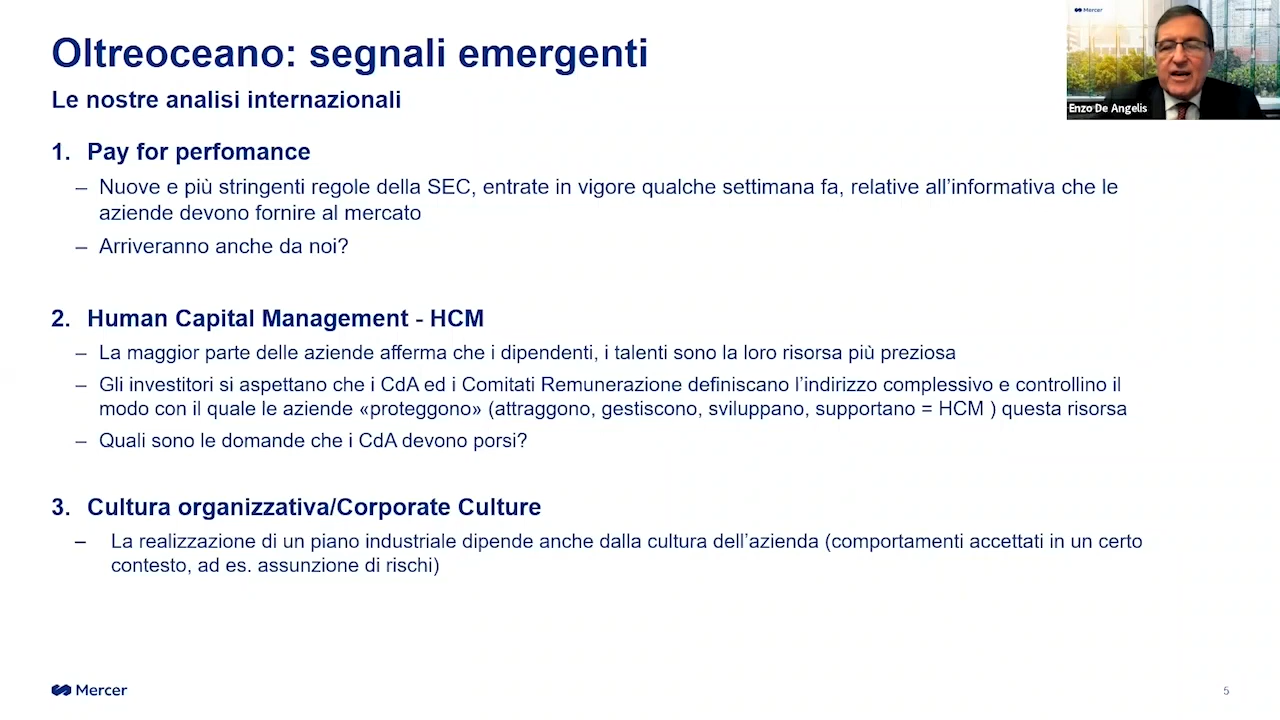 Oltreoceano: segnali emergenti
Le nostre analisi internazionali
1. Pay for perfomance
– Nuove e più stringenti regole della SEC, entrate in vigore qualche settimana fa, relative all'informativa che le
aziende devono fornire al mercato
– Arriveranno anche da noi?
2. Human Capital Management - HCM
– La maggior parte delle aziende afferma che i dipendenti, i talenti sono la loro risorsa più preziosa
– Gli investitori si aspettano che i CdA ed i Comitati Remunerazione definiscano l'indirizzo complessivo e controllino il
modo con il quale le aziende «proteggono» (attraggono, gestiscono, sviluppano, supportano = HCM ) questa risorsa
– Quali sono le domande che i CdA devono porsi?
3. Cultura organizzativa/Corporate Culture
– La realizzazione di un piano industriale dipende anche dalla cultura dell'azienda (comportamenti accettati in un certo
contesto, ad es. assunzione di rischi)
Mercer
5
Mercer
Enzo De Angelis